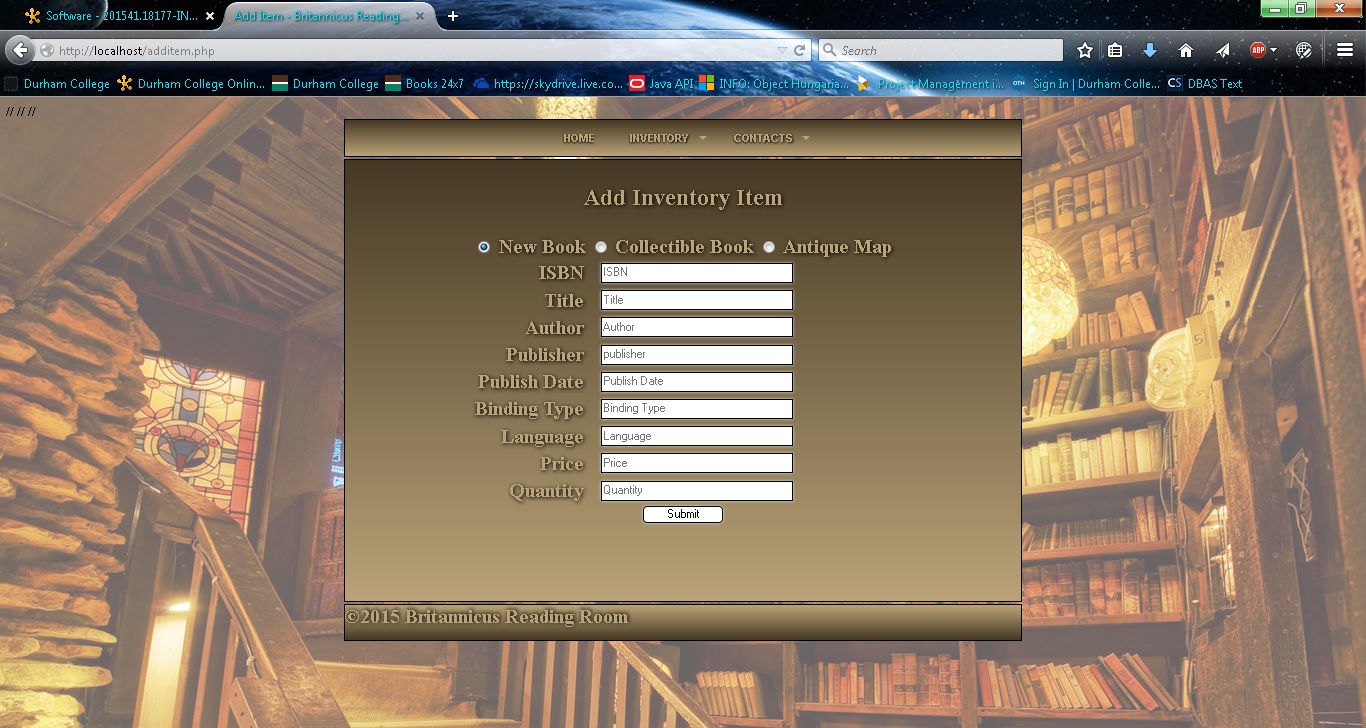 Software - 201541.18177-IN...
Add Item - Britannicus Reading...
http://localhost/additem.php
Search
ABP
Durham College
Durham College Onlin...
Durham College
Books 24x7
https://skydrive.live.co...
Java API
INFO: Object Hungaria...
Project Management i...
Sign In | Durham Colle...
CS DBAS Text
// // //
HOME INVENTORY CONTACTS
Add Inventory Item
New Book Collectible Book Antique Map
ISBN ISBN
Title Title
Author Author
Publisher publisher
Publish Date Publish Date
Binding Type Binding Type
Language Language
Price Price
Quantity Quantity
Submit
©2015 Britannicus Reading Room